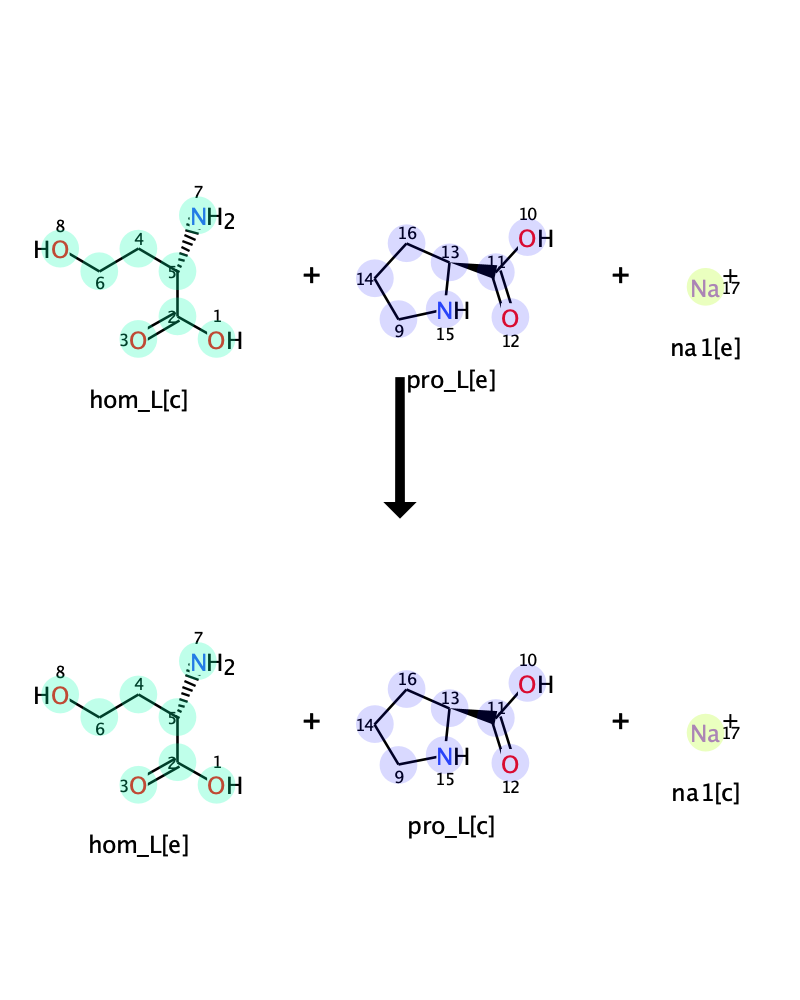 7
NH2
8
HO
4
5
6
2
1
3O
OH
hom_L[c]
+
16
10
OH
13
11
14
NH
9
15
O
12
pro_L[e]
+
Na+
17
na1[e]
7
NH2
8
HO
4
5
6
2
1
3O
OH
hom_L[e]
+
16
10
OH
13
11
14
NH
9
15
O
12
pro_L[c]
+
Na+
17
na1[c]